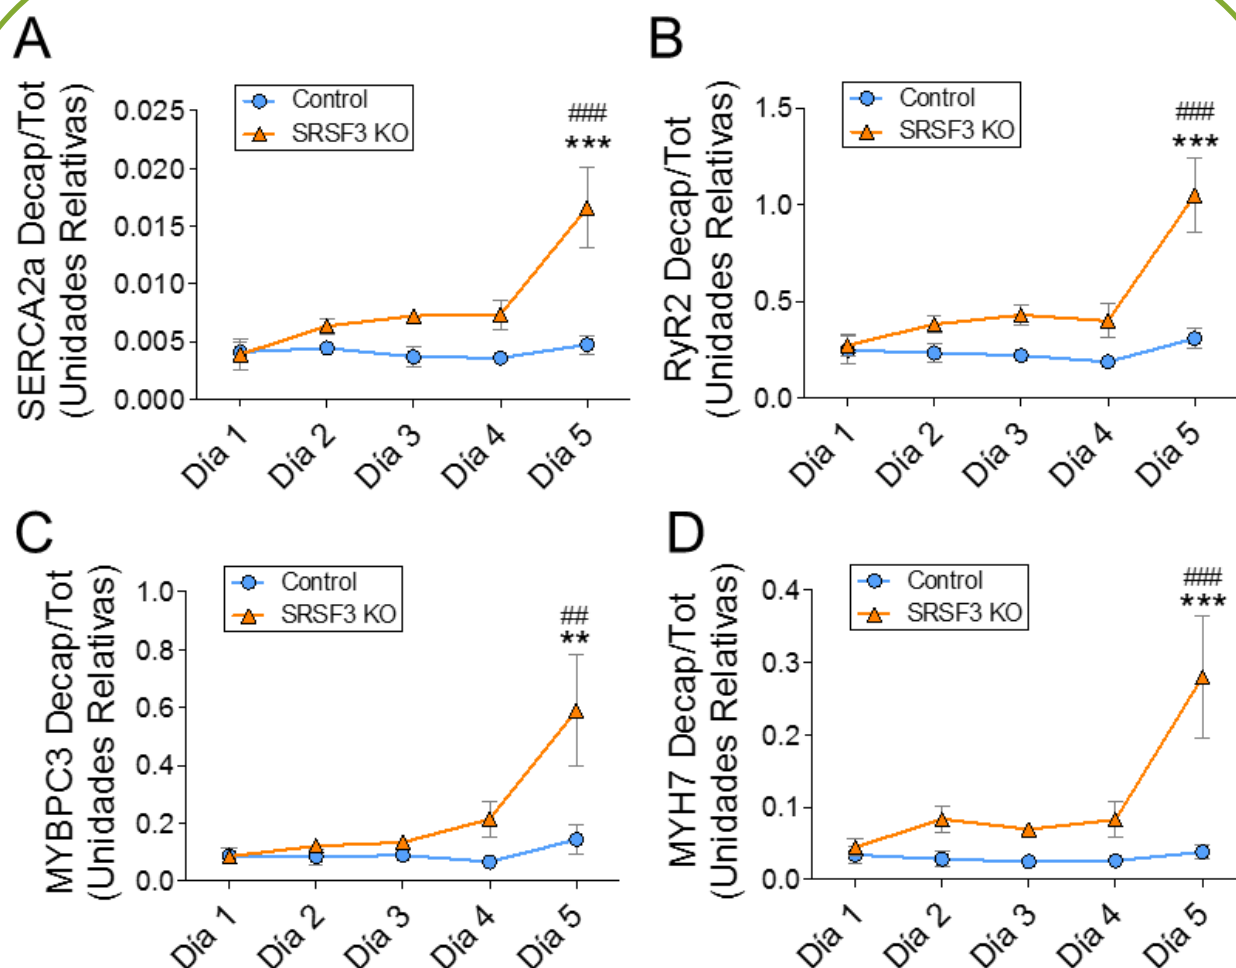 A
SERCA2a Decap/Tot
(Unidades Relativas)
0.025
0.020
0.015
0.010
0.005
0.000
Control
SRSF3 KO
###
***
Día 1
Día 2
Día 3
Día 4
Día 5
B
RyR2 Decap/Tot
(Unidades Relativas)
1.5
1.0
0.5
0.0
Control
SRSF3 KO
###
***
Día 1
Día 2
Día 3
Día 4
Día 5
C
MYBPC3 Decap/Tot
(Unidades Relativas)
1.0
0.8
0.6
0.4
0.2
0.0
Control
SRSF3 KO
##
**
Día 1
Día 2
Día 3
Día 4
Día 5
D
MYH7 Decap/Tot
(Unidades Relativas)
0.4
0.3
0.2
0.1
0.0
Control
SRSF3 KO
###
***
Día 1
Día 2
Día 3
Día 4
Día 5